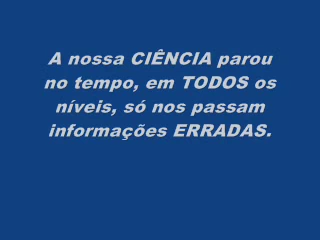 A nossa CIÊNCIA parou
no tempo, em TODOS os
níveis, só nos passam
informações ERRADAS.